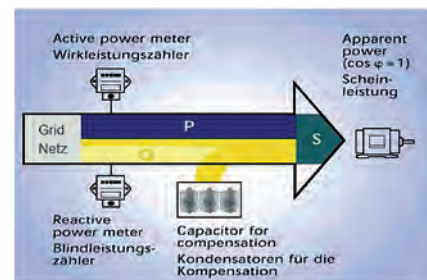 Active power meter
Wirkleistungszähler
Apparent
power
(cos φ = 1)
Schein-
leistung
Grid
Netz
P
Q
S
Reactive
power meter
Blindleistungs-
zähler
Capacitor for
compensation
Kondensatoren für die
Kompensation